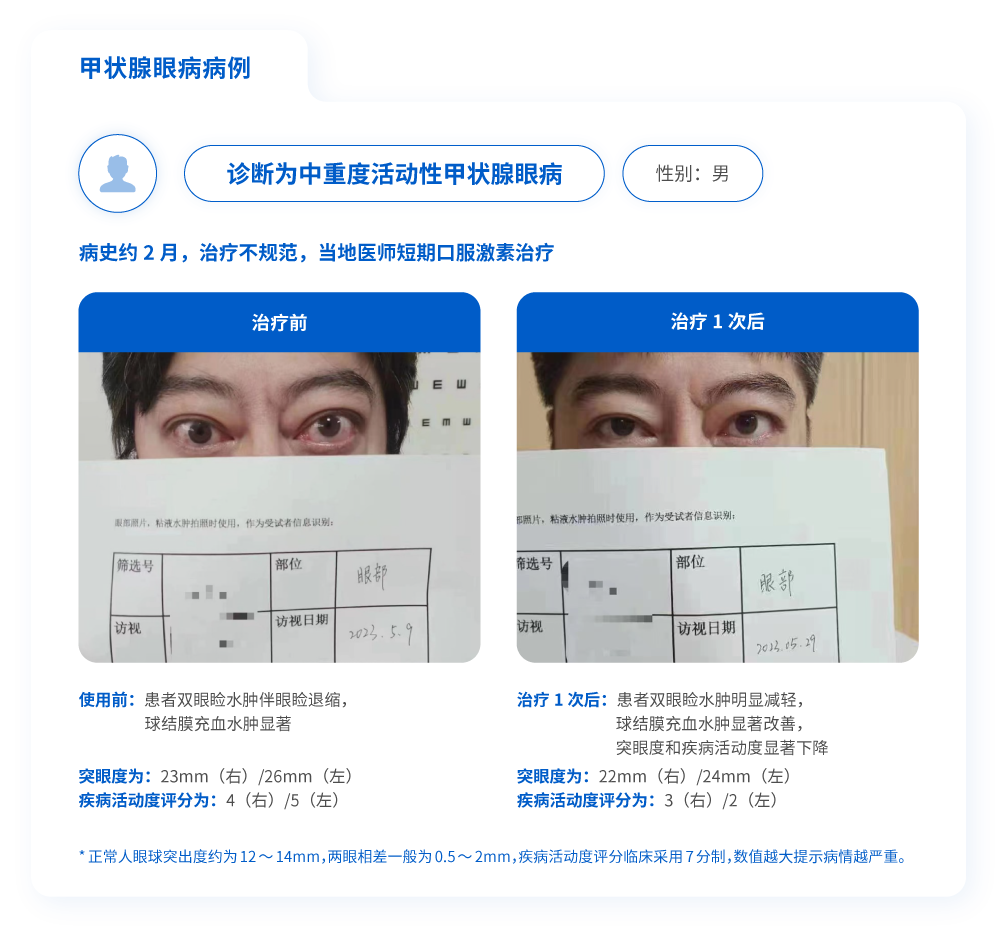 甲状腺眼病病例
诊断为中重度活动性甲状腺眼病
性别：男
病史约 2 月，治疗不规范，当地医师短期口服激素治疗
治疗前
E W
E M W
眼部照片、粘液水肿拍照时使用，作为受试者信息识别：
筛选号
部位
眼部
访视
访视日期
2023.5.9
使用前：患者双眼睑水肿伴眼睑退缩，
球结膜充血水肿显著
突眼度为：23mm（右）/26mm（左）
疾病活动度评分为：4（右）/5（左）
治疗 1 次后
部照片、粘液水肿拍照时使用，作为受试者信息识别：
筛选号
部位
眼部
访视
访视日期
2023.05.29
治疗 1 次后：患者双眼睑水肿明显减轻，
球结膜充血水肿显著改善，
突眼度和疾病活动度显著下降
突眼度为：22mm（右）/24mm（左）
疾病活动度评分为：3（右）/2（左）
* 正常人眼球突出度约为 12～14mm，两眼相差一般为 0.5～2mm，疾病活动度评分临床采用 7 分制，数值越大提示病情越严重。